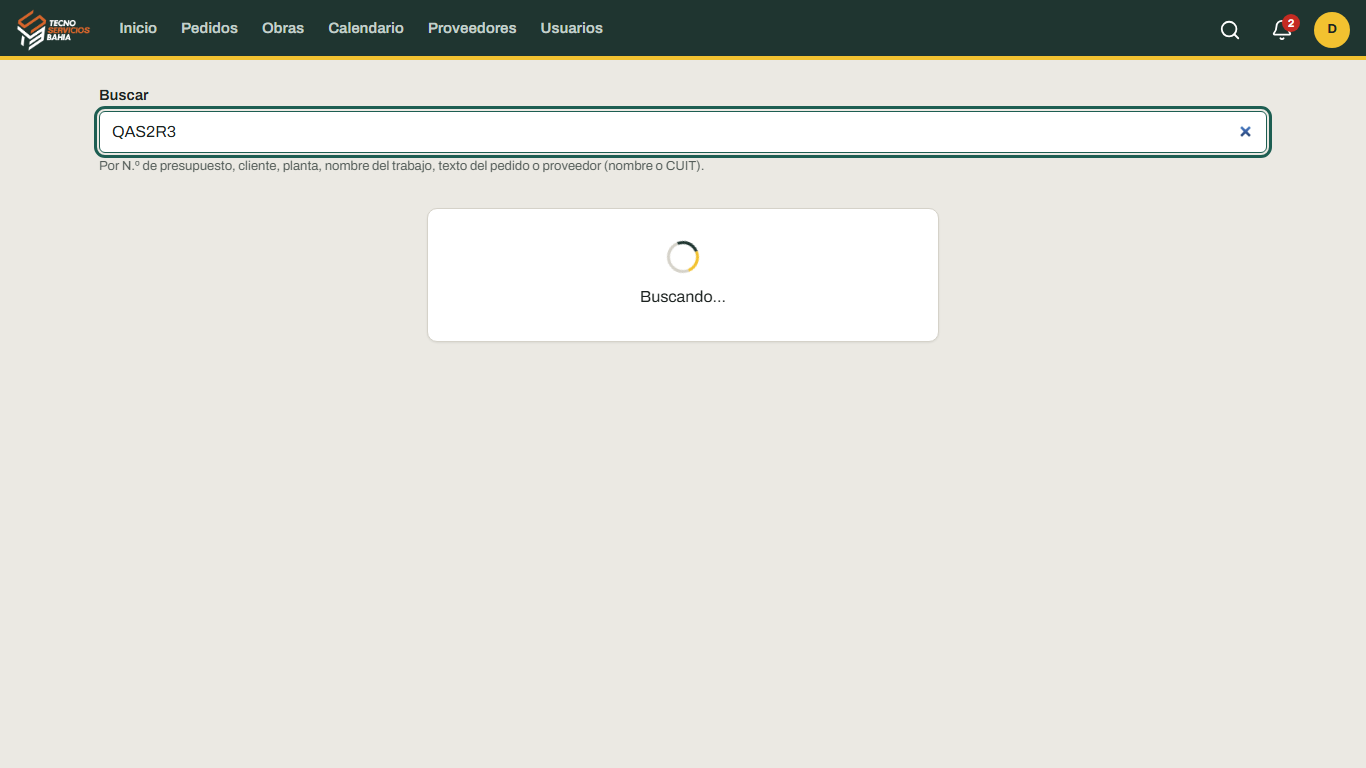 TECNO
SERVICIOS
BAHIA
Inicio
Pedidos
Obras
Calendario
Proveedores
Usuarios
2
D
Buscar
QAS2R3
Por N.º de presupuesto, cliente, planta, nombre del trabajo, texto del pedido o proveedor (nombre o CUIT).
Buscando...